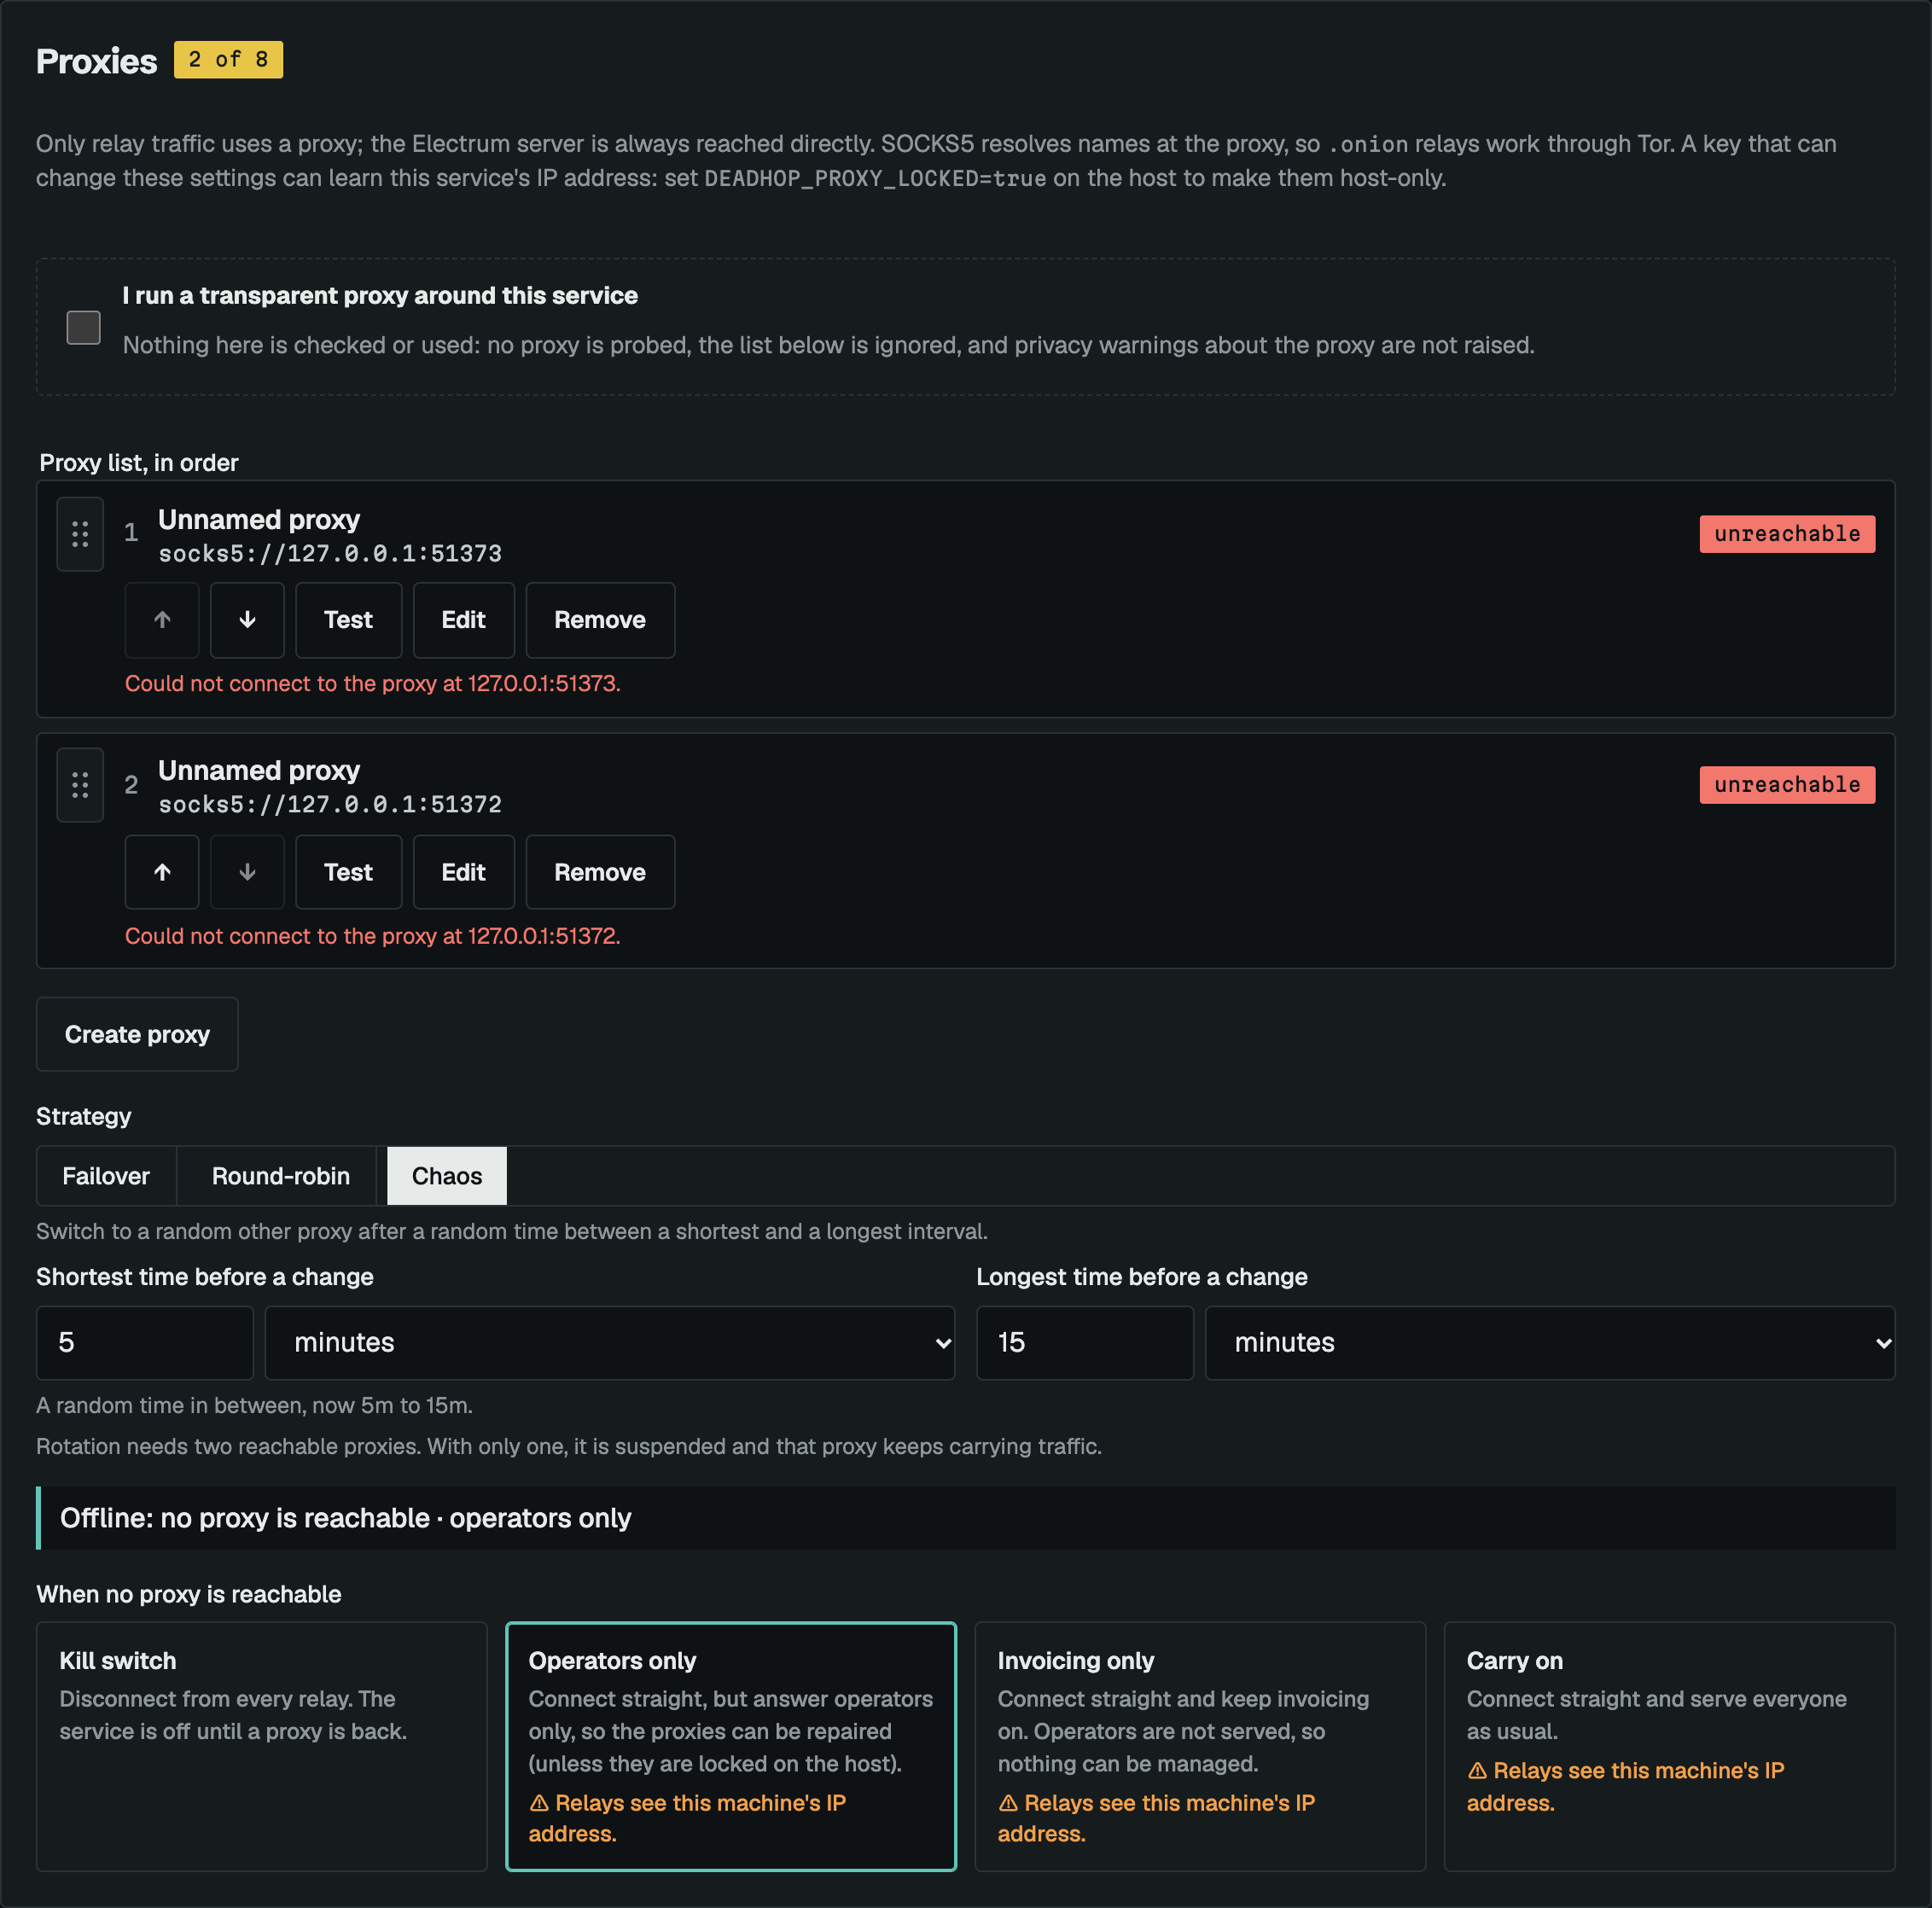 Proxies 2 of 8
Only relay traffic uses a proxy; the Electrum server is always reached directly. SOCKS5 resolves names at the proxy, so .onion relays work through Tor. A key that can
change these settings can learn this service's IP address: set DEADHOP_PROXY_LOCKED=true on the host to make them host-only.
I run a transparent proxy around this service
Nothing here is checked or used: no proxy is probed, the list below is ignored, and privacy warnings about the proxy are not raised.
Proxy list, in order
1 Unnamed proxy
socks5://127.0.0.1:51373
unreachable
↑ ↓ Test Edit Remove
Could not connect to the proxy at 127.0.0.1:51373.
2 Unnamed proxy
socks5://127.0.0.1:51372
unreachable
↑ ↓ Test Edit Remove
Could not connect to the proxy at 127.0.0.1:51372.
Create proxy
Strategy
Failover Round-robin Chaos
Switch to a random other proxy after a random time between a shortest and a longest interval.
Shortest time before a change
5 minutes
Longest time before a change
15 minutes
A random time in between, now 5m to 15m.
Rotation needs two reachable proxies. With only one, it is suspended and that proxy keeps carrying traffic.
Offline: no proxy is reachable · operators only
When no proxy is reachable
Kill switch
Disconnect from every relay. The
service is off until a proxy is back.
Operators only
Connect straight, but answer operators
only, so the proxies can be repaired
(unless they are locked on the host).
⚠ Relays see this machine's IP
address.
Invoicing only
Connect straight and keep invoicing
on. Operators are not served, so
nothing can be managed.
⚠ Relays see this machine's IP
address.
Carry on
Connect straight and serve everyone
as usual.
⚠ Relays see this machine's IP
address.